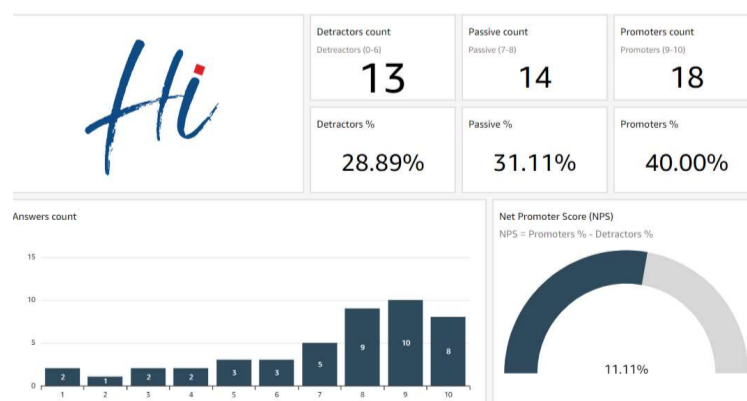 Hi
Detractors count
Detreactors (0-6)
13
Passive count
Passive (7-8)
14
Promoters count
Promoters (9-10)
18
Detractors %
28.89%
Passive %
31.11%
Promoters %
40.00%
Answers count
15
10
5
0
2
1
2
2
3
3
5
9
10
8
1
2
3
4
5
6
7
8
9
10
Net Promoter Score (NPS)
NPS = Promoters % - Detractors %
11.11%